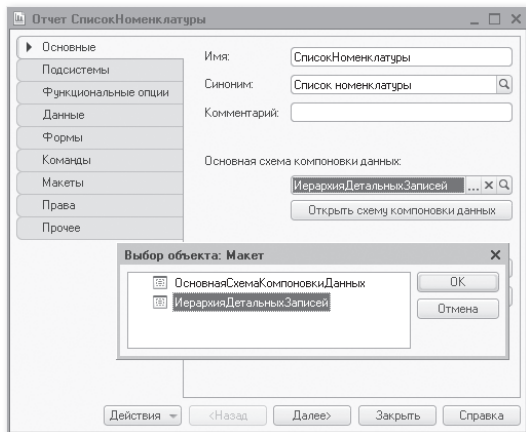 Отчет СписокНоменклатуры
Основные
Подсистемы
Функциональные опции
Данные
Формы
Команды
Макеты
Права
Прочее
Имя: СписокНоменклатуры
Синоним: Список номенклатуры
Комментарий:
Основная схема компоновки данных:
ИерархияДетальныхЗаписей ...
Открыть схему компоновки данных
Выбор объекта: Макет
ОсновнаяСхемаКомпоновкиДанных
ИерархияДетальныхЗаписей
OK
Отмена
Действия <Назад Далее> Закрыть Справка